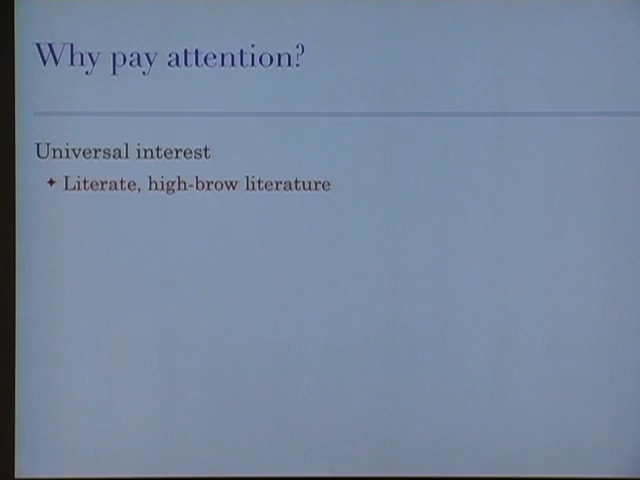 Why pay attention?
Universal interest
Literate, high-brow literature